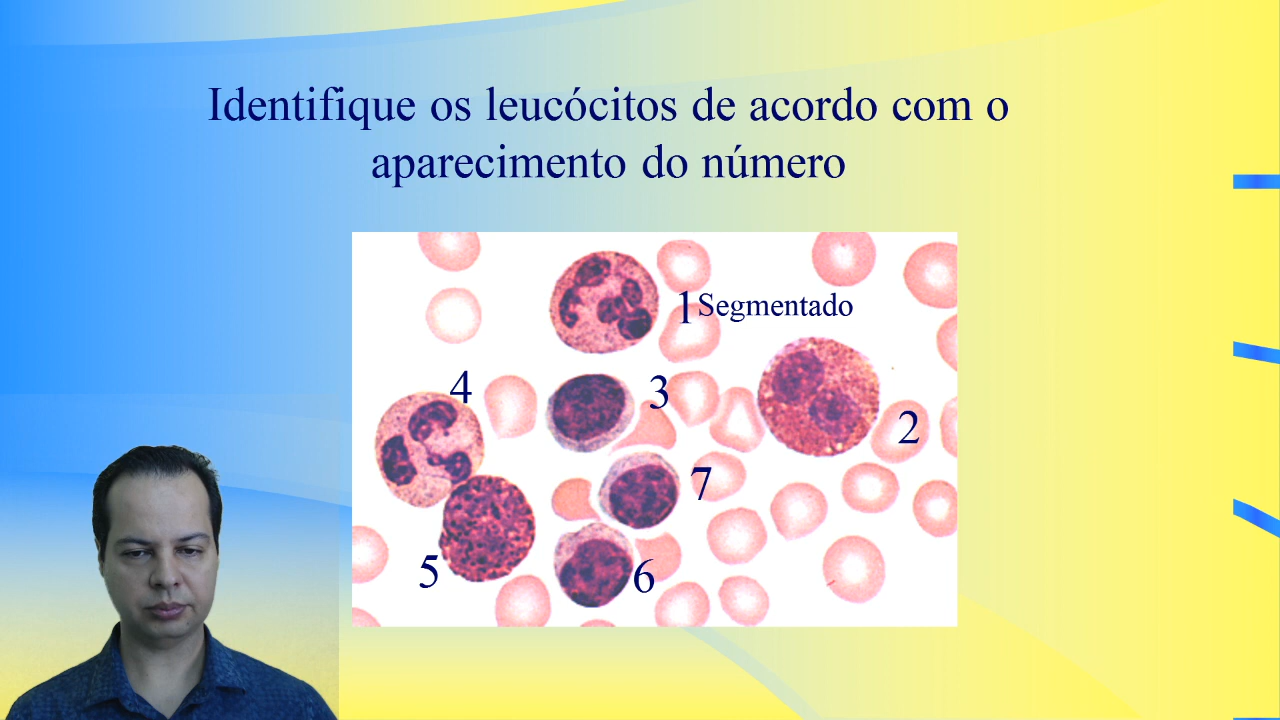 Identifique os leucócitos de acordo com o
aparecimento do número
1 Segmentado
4
3
2
7
5
6